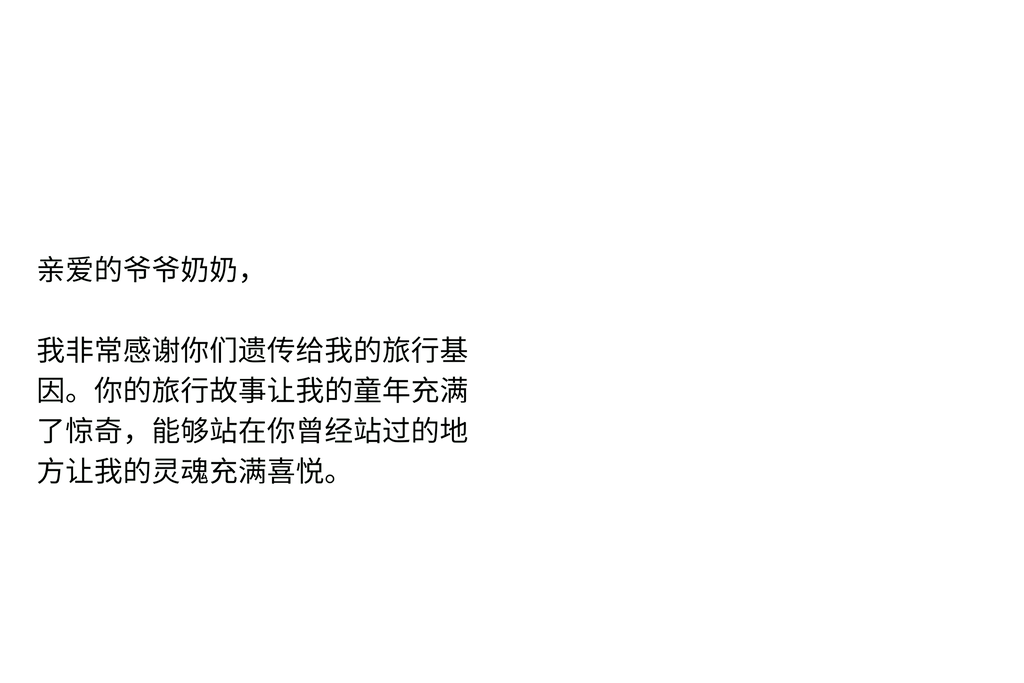 亲爱的爷爷奶奶，
我非常感谢你们遗传给我的旅行基
因。你的旅行故事让我的童年充满
了惊奇，能够站在你曾经站过的地
方让我的灵魂充满喜悦。